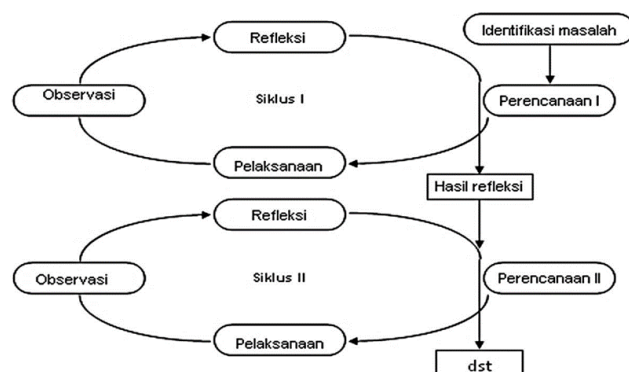 Identifikasi masalah
Refleksi
Observasi
Siklus I
Perencanaan I
Pelaksanaan
Hasil refleksi
Refleksi
Observasi
Siklus II
Perencanaan II
Pelaksanaan
dst